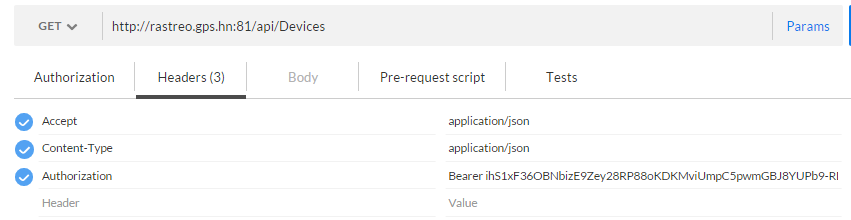 GET http://rastreo.gps.hn:81/api/Devices Params
Authorization Headers (3) Body Pre-request script Tests
Accept application/json
Content-Type application/json
Authorization Bearer ihS1xF36OBNbizE9Zey28RP88oKDKMviUmpC5pwmGBJ8YUPb9-RI
Header Value